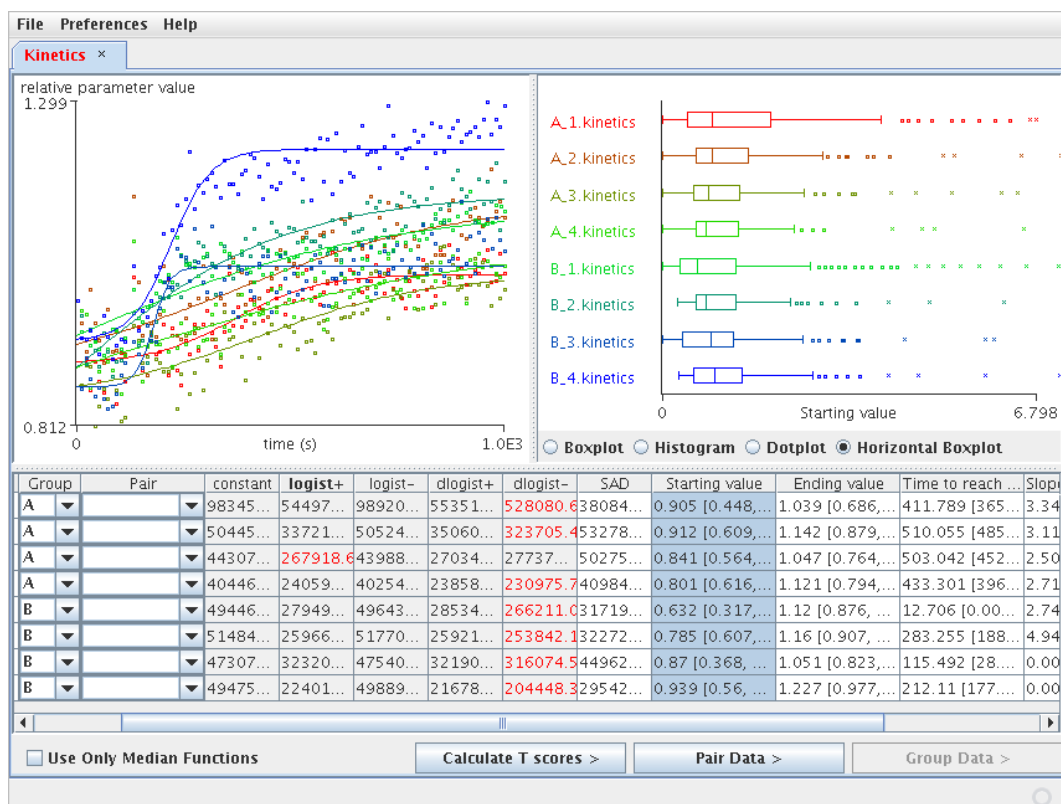 File Preferences Help
Kinetics ×
relative parameter value
1.299
0.812
0
time (s)
1.0E3
A_1.kinetics
A_2.kinetics
A_3.kinetics
A_4.kinetics
B_1.kinetics
B_2.kinetics
B_3.kinetics
B_4.kinetics
0
Starting value
6.798
Boxplot Histogram Dotplot Horizontal Boxplot
Group Pair constant logist+ logist- dlogist+ dlogist- SAD Starting value Ending value Time to reach ... Slop
A 98345... 54497... 98920... 55351... 528080.6 38084... 0.905 [0.448,... 1.039 [0.686,... 411.789 [365... 3.34
A 50445... 33721... 50524... 35060... 323705.4 53278... 0.912 [0.609,... 1.142 [0.879,... 510.055 [485... 3.11
A 44307... 267918.6 43988... 27034... 27737... 50275... 0.841 [0.564,... 1.047 [0.764,... 503.042 [452... 2.50
A 40446... 24059... 40254... 23858... 230975.7 40984... 0.801 [0.616,... 1.121 [0.794,... 433.301 [396... 2.71
B 49446... 27949... 49643... 28534... 266211.0 31719... 0.632 [0.317,... 1.12 [0.876, ... 12.706 [0.00... 2.74
B 51484... 25966... 51770... 25921... 253842.1 32272... 0.785 [0.607,... 1.16 [0.907, ... 283.255 [188... 4.94
B 47307... 32320... 47540... 32190... 316074.5 44962... 0.87 [0.368, ... 1.051 [0.823,... 115.492 [28.... 0.00
B 49475... 22401... 49889... 21678... 204448.3 29542... 0.939 [0.56, ... 1.227 [0.977,... 212.11 [177.... 0.00
Use Only Median Functions Calculate T scores > Pair Data > Group Data >